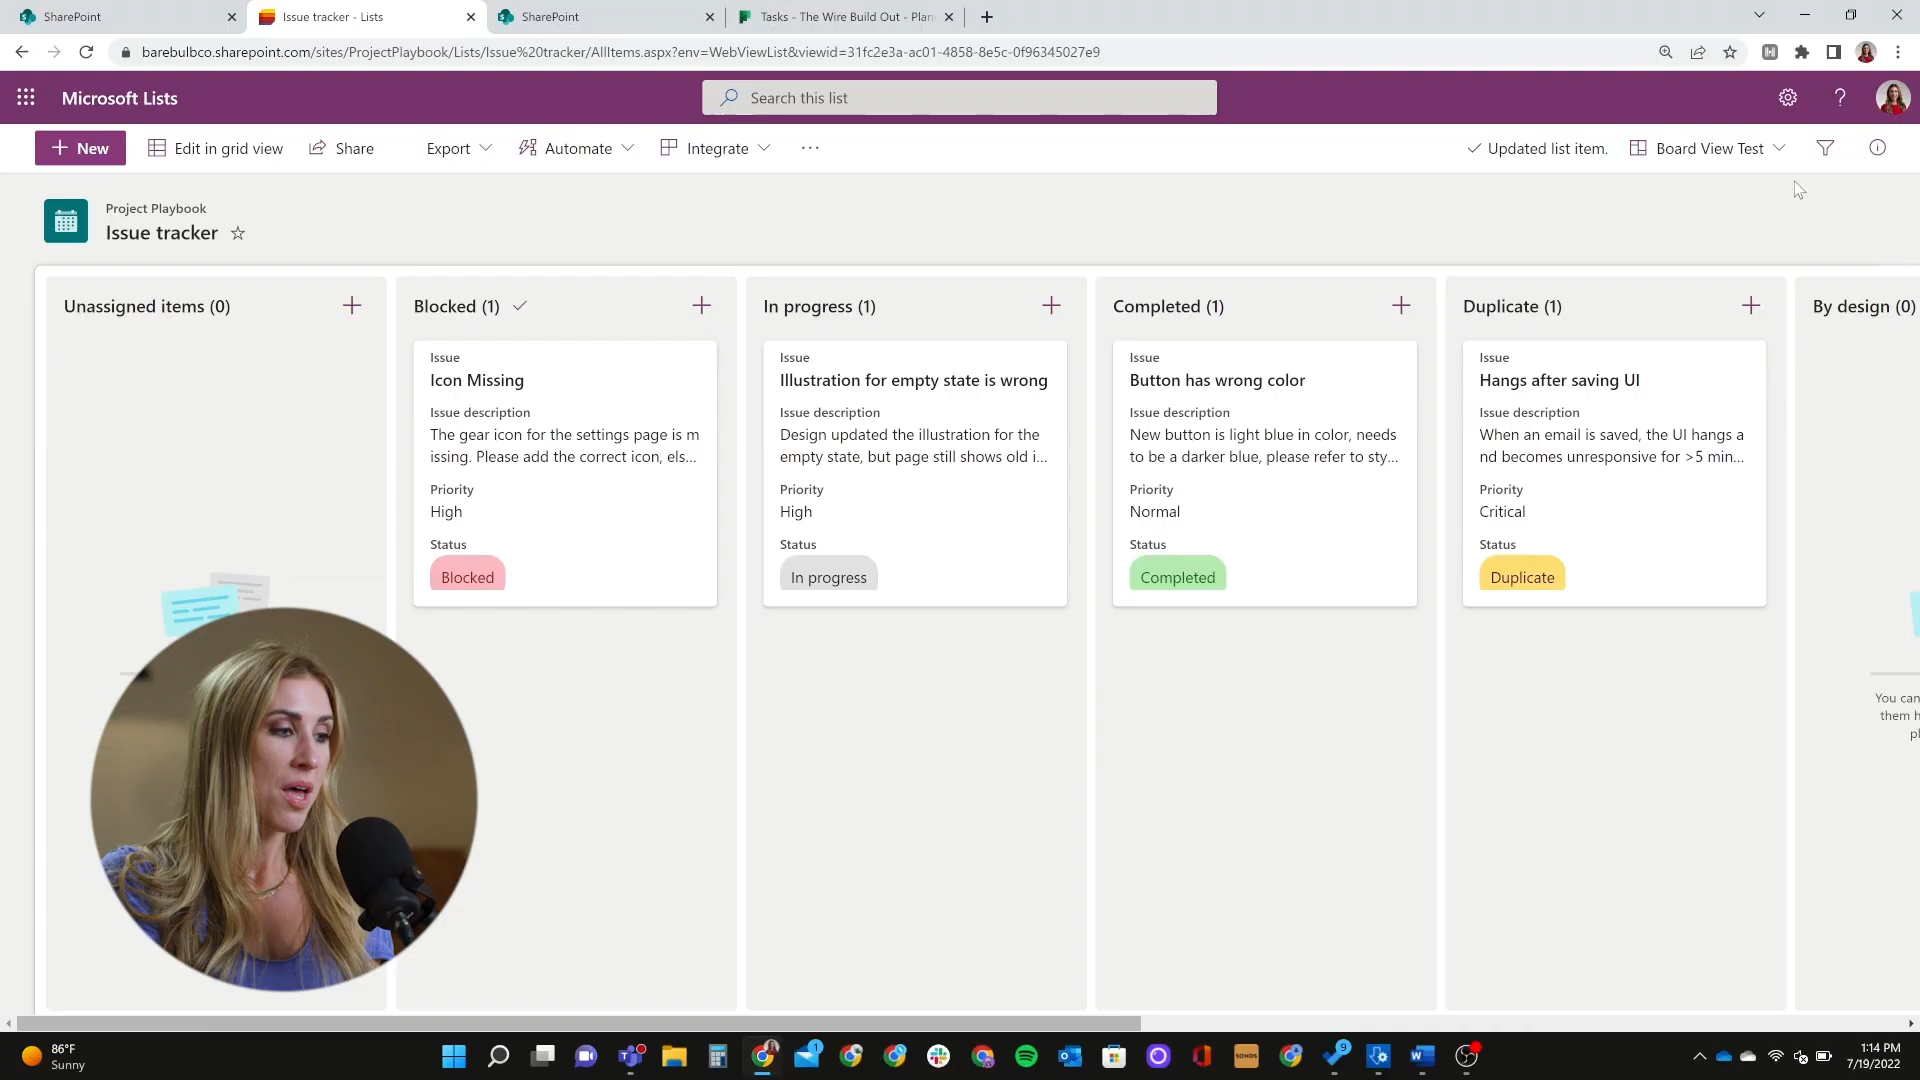 SharePoint
Issue tracker - Lists
SharePoint
Tasks - The Wire Build Out - Plan
barebulbco.sharepoint.com/sites/ProjectPlaybook/Lists/Issue%20tracker/AllItems.aspx?env=WebViewList&viewid=31fc2e3a-ac01-4858-8e5c-0f96345027e9
Microsoft Lists
Search this list
New
Edit in grid view
Share
Export
Automate
Integrate
Updated list item.
Board View Test
Project Playbook
Issue tracker
Unassigned items (0)
Blocked (1)
Issue
Icon Missing
Issue description
The gear icon for the settings page is m
issing. Please add the correct icon, els...
Priority
High
Status
Blocked
In progress (1)
Issue
Illustration for empty state is wrong
Issue description
Design updated the illustration for the
empty state, but page still shows old i...
Priority
High
Status
In progress
Completed (1)
Issue
Button has wrong color
Issue description
New button is light blue in color, needs
to be a darker blue, please refer to sty...
Priority
Normal
Status
Completed
Duplicate (1)
Issue
Hangs after saving UI
Issue description
When an email is saved, the UI hangs a
nd becomes unresponsive for >5 min...
Priority
Critical
Status
Duplicate
By design (0)
You can
them h
pl
86°F
Sunny
1
SONOS
9
1:14 PM
7/19/2022